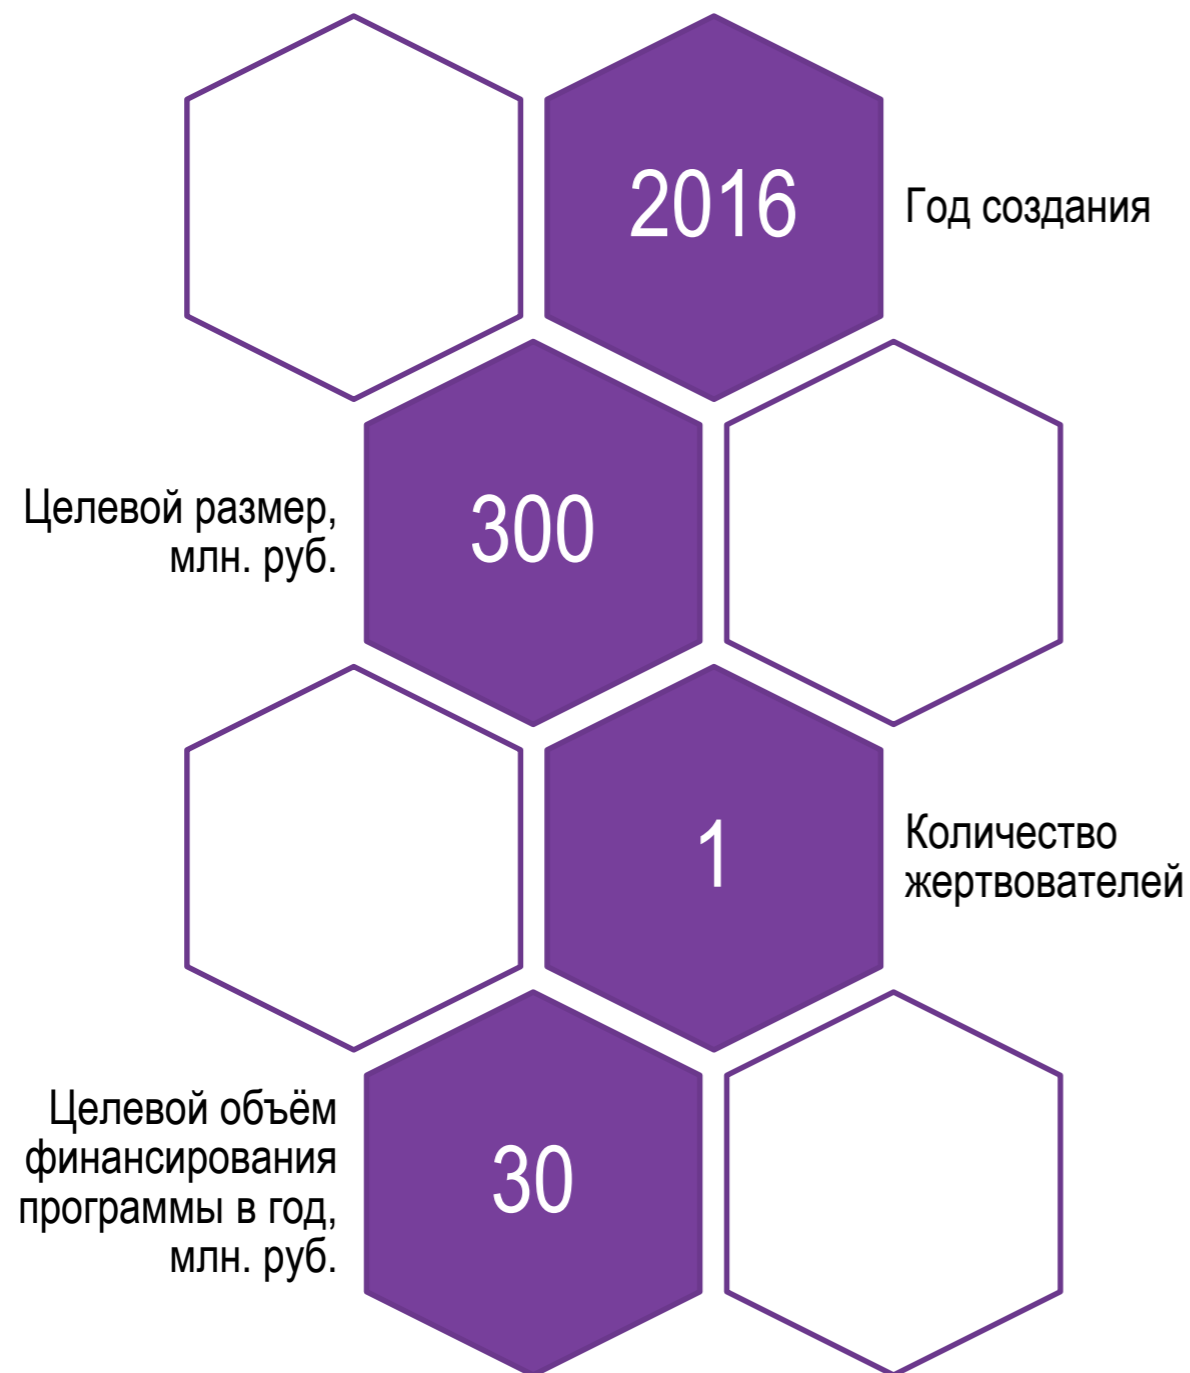 2016
Год создания
Целевой размер,
млн. руб.
300
1
Количество
жертвователей
Целевой объём
финансирования
программы в год,
млн. руб.
30